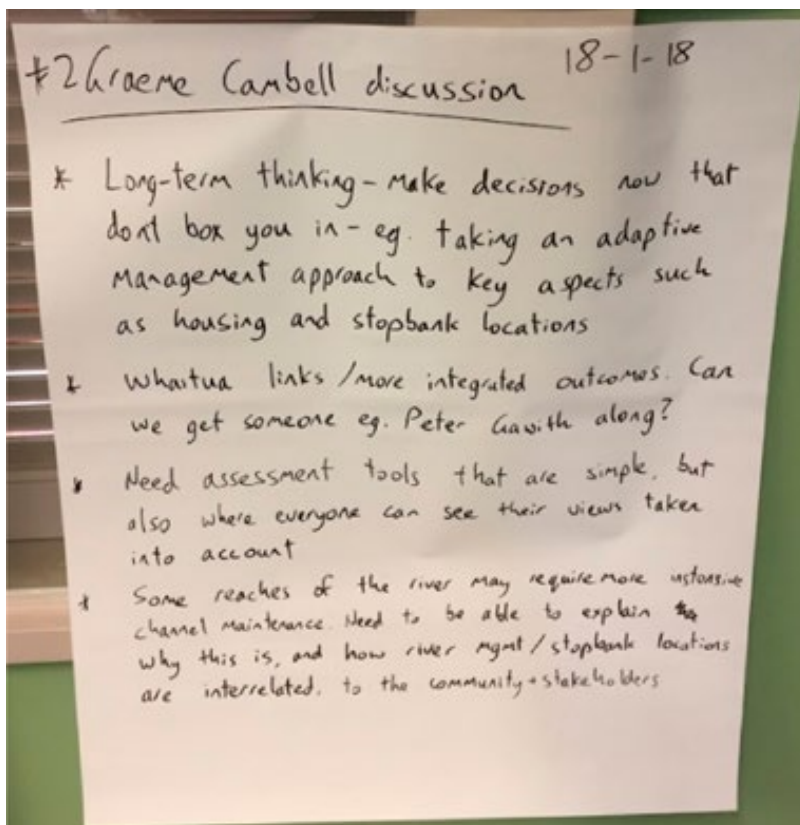 #2 Graeme Cambell discussion 18-1-18
* Long-term thinking - make decisions now that
dont box you in - eg. taking an adaptive
management approach to key aspects such
as housing and stopbank locations
* Whaitua links / more integrated outcomes. Can
we get someone eg. Peter Gawith along?
* Need assessment tools that are simple, but
also where everyone can see their views taken
into account
* Some reaches of the river may require more
channel maintenance. Need to be able to explain
why this is, and how river mgmt / stopbank locations
are interrelated, to the community + stakeholders